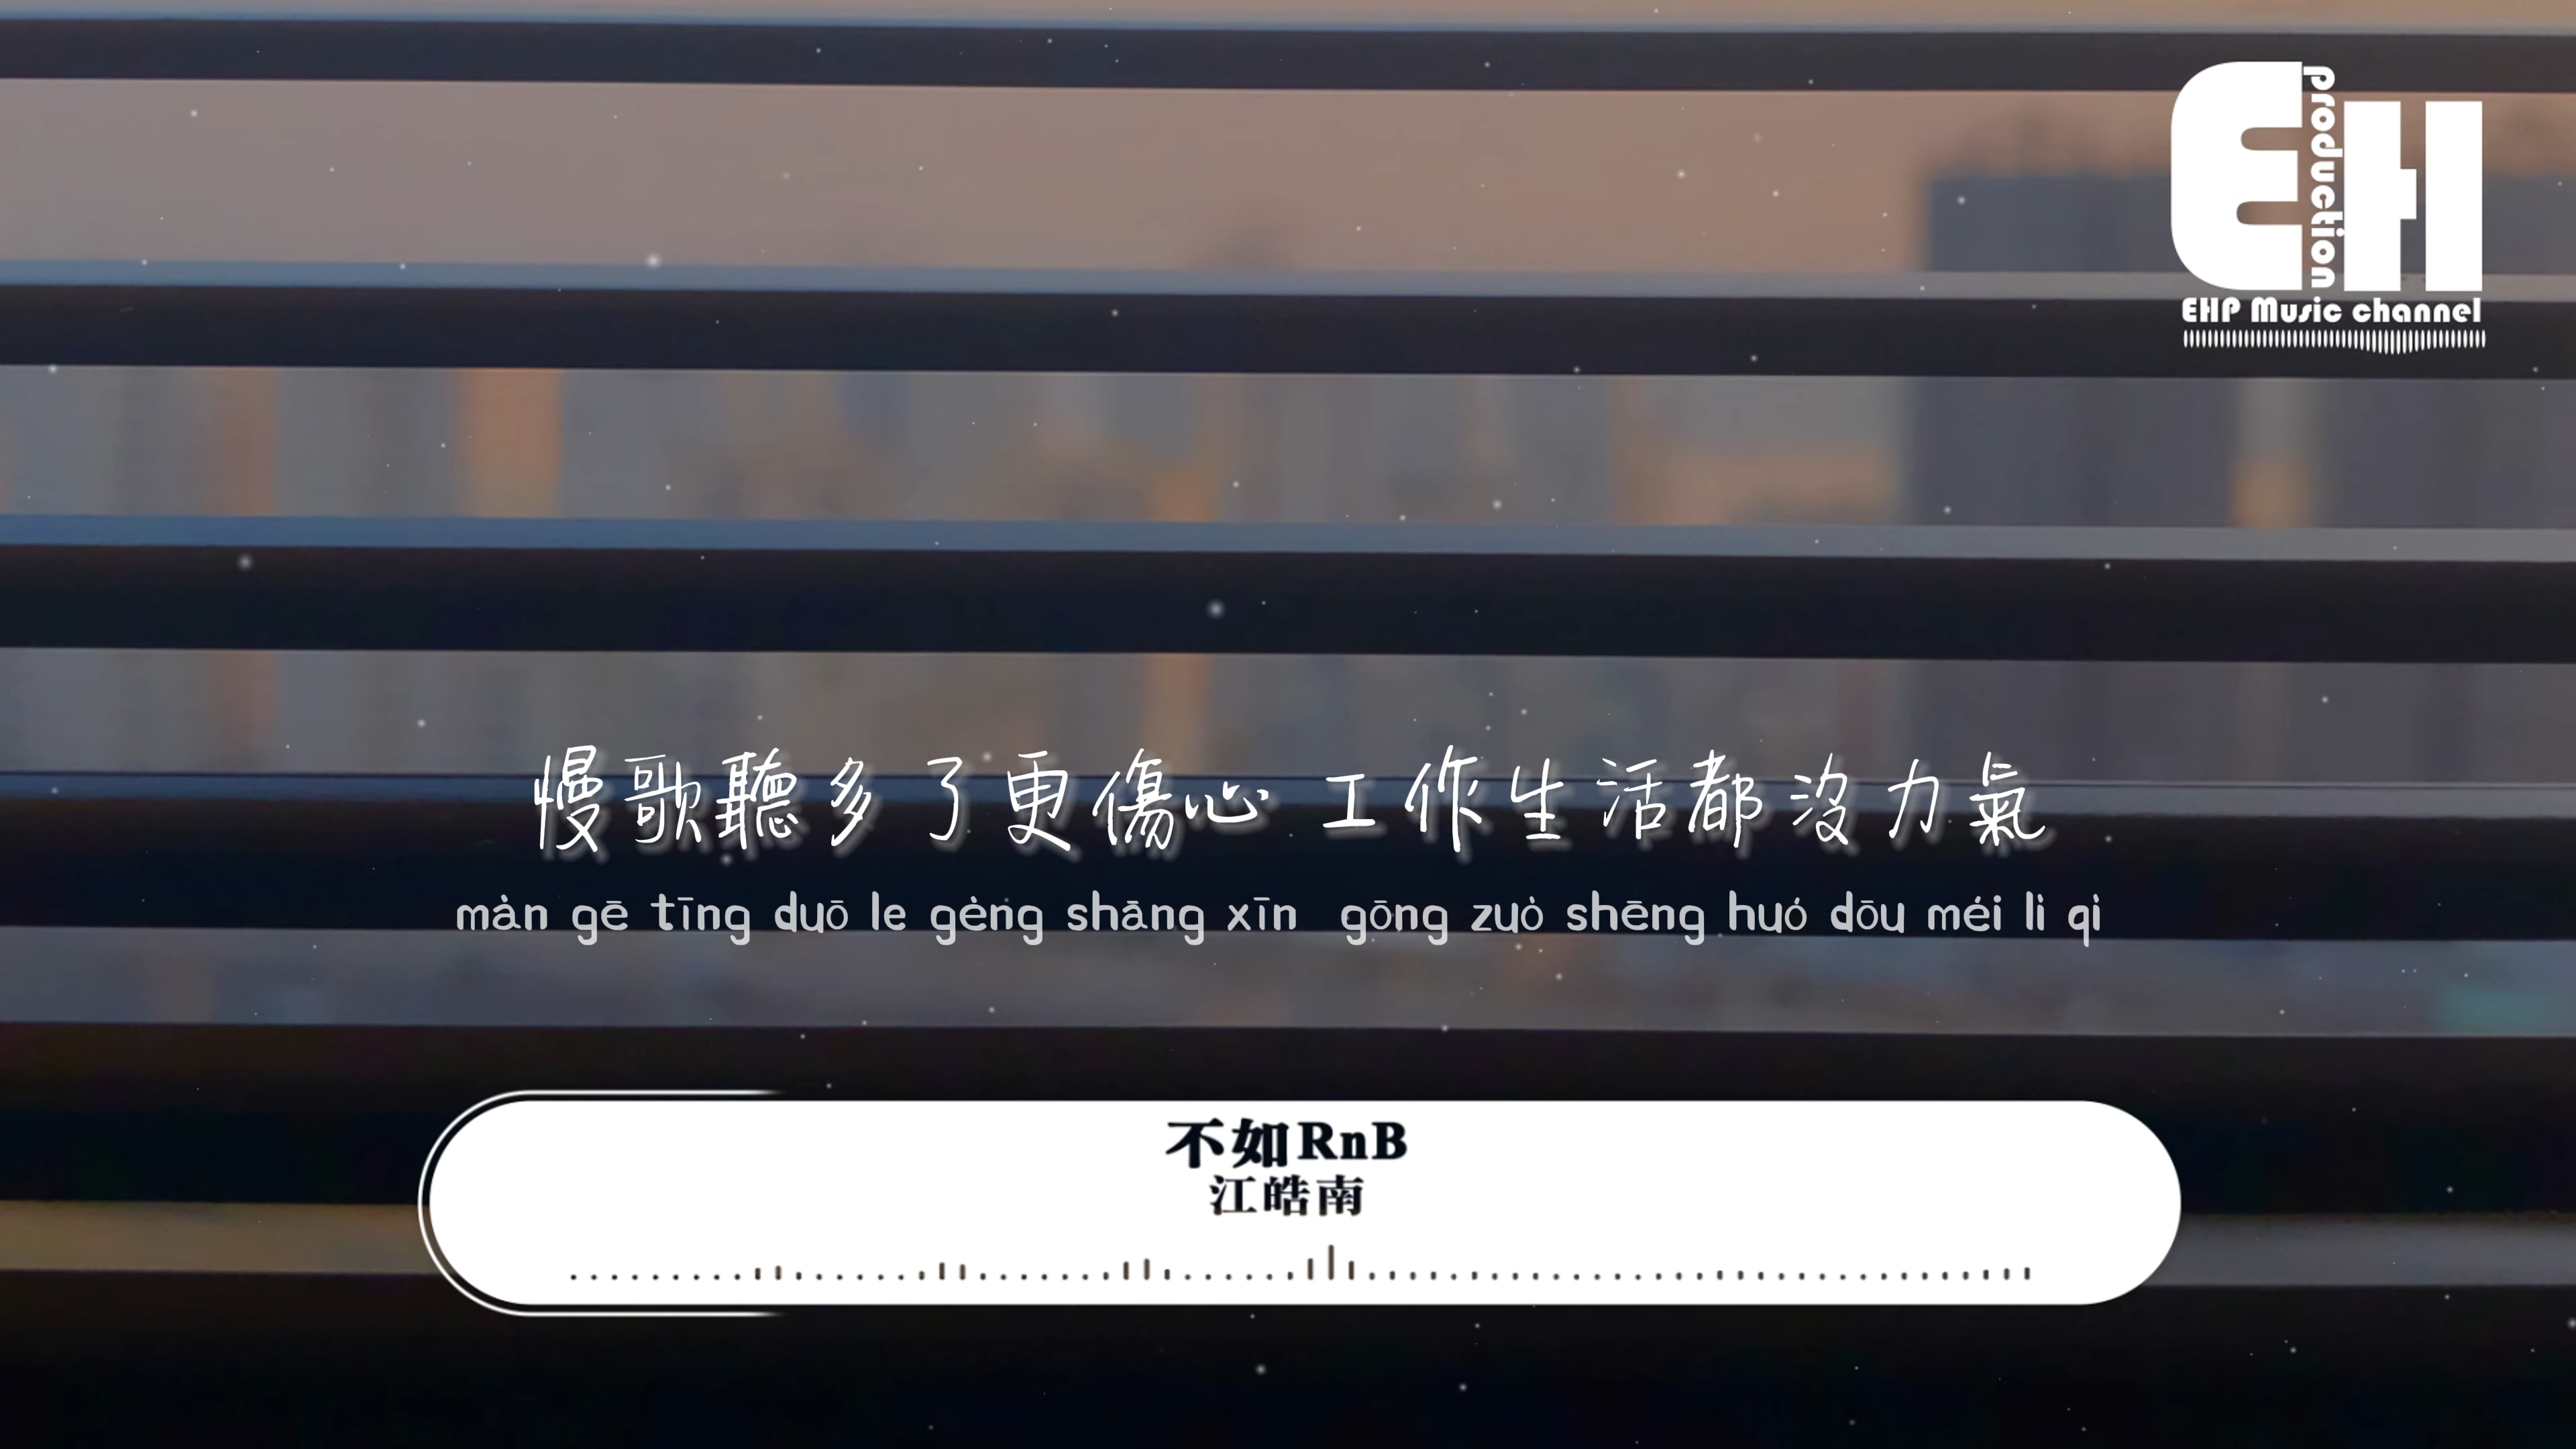 EH
production
EHP Music channel
慢歌聽多了更傷心 工作生活都沒力氣
màn gē tīng duō le gèng shāng xīn gōng zuò shēng huó dōu méi lì qì
不如RnB
江皓南